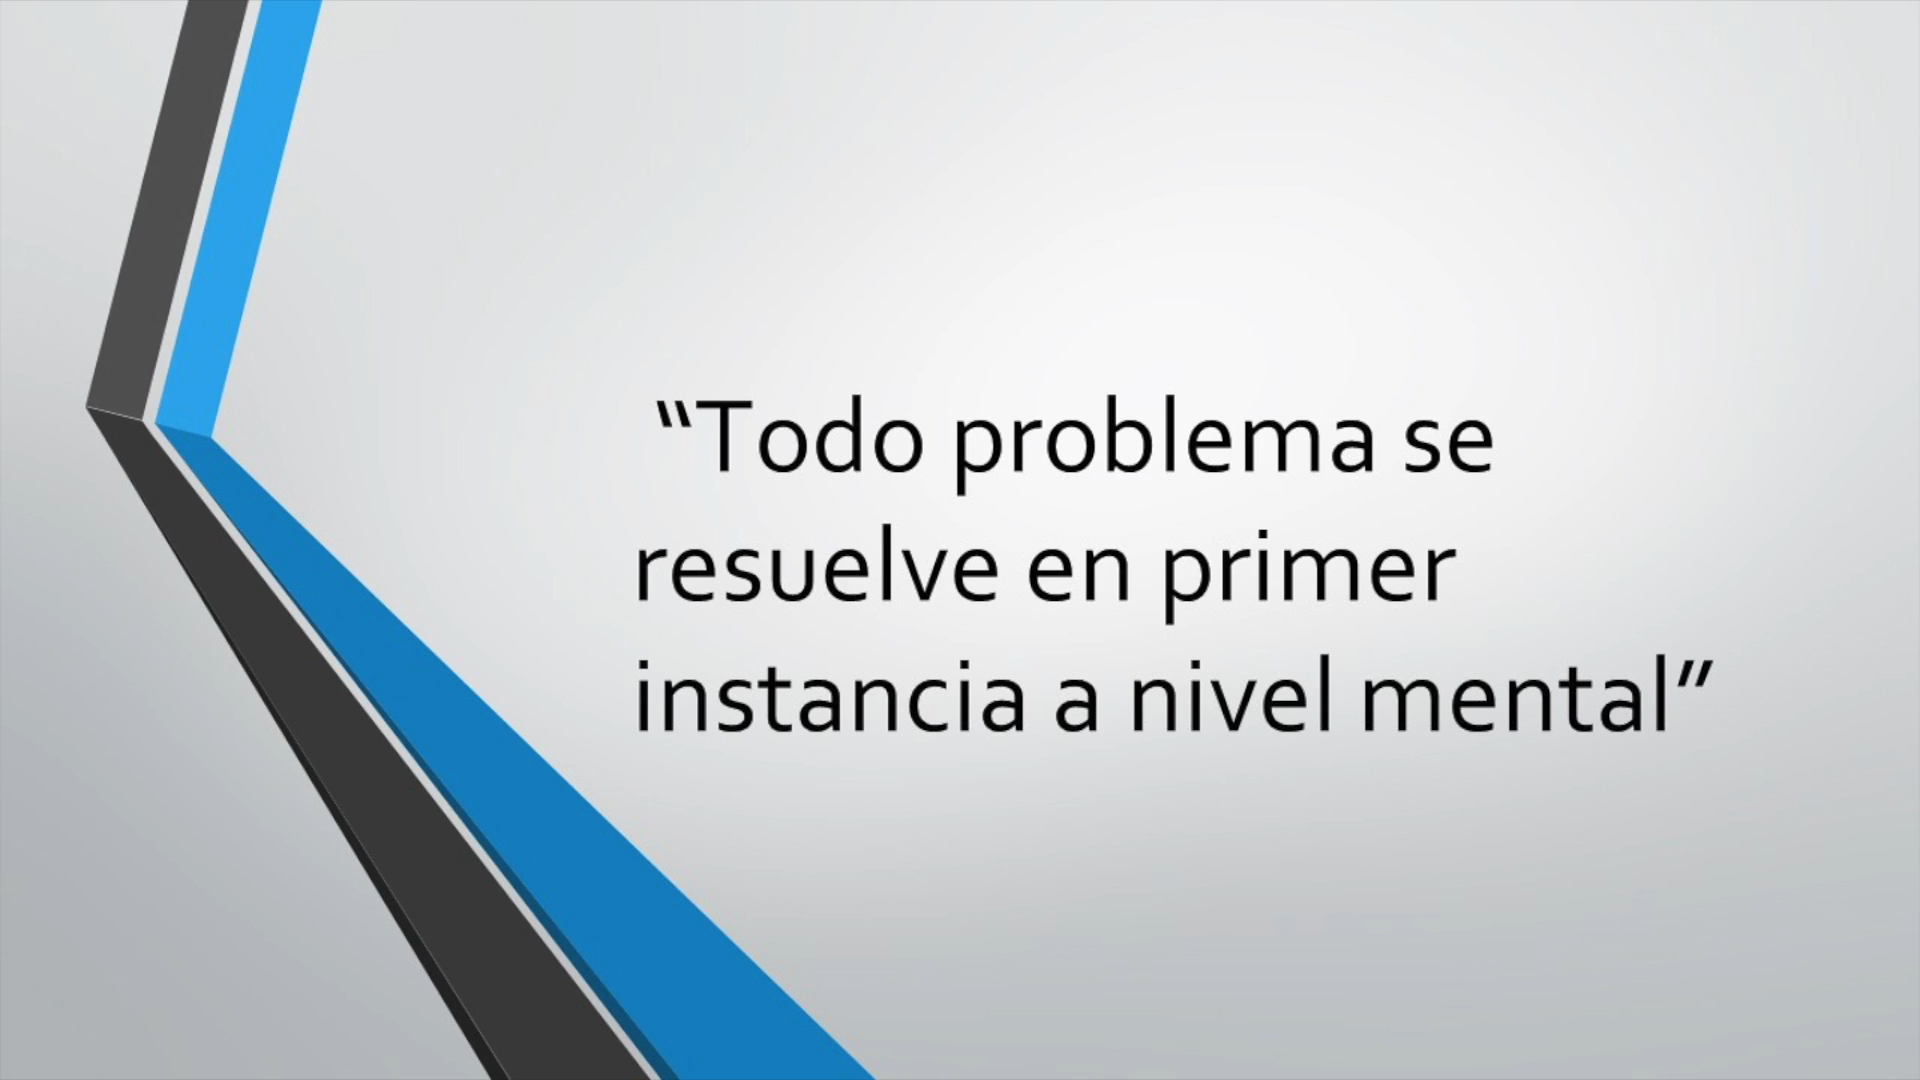 “Todo problema se
resuelve en primer
instancia a nivel mental”